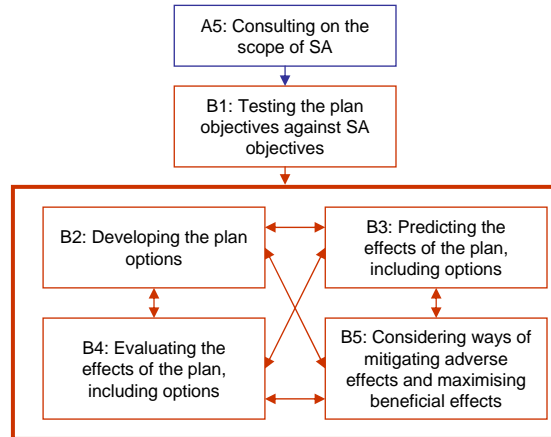 A5: Consulting on the
scope of SA
B1: Testing the plan
objectives against SA
objectives
B2: Developing the plan
options
B3: Predicting the
effects of the plan,
including options
B4: Evaluating the
effects of the plan,
including options
B5: Considering ways of
mitigating adverse
effects and maximising
beneficial effects